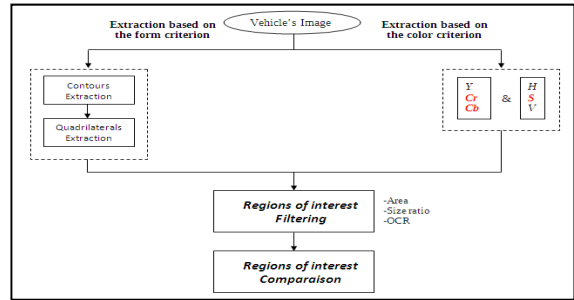 Vehicle's Image
Extraction based on
the form criterion
Extraction based on
the color criterion
Contours
Extraction
Quadrilaterals
Extraction
Y
Cr
Cb
&
H
S
V
Regions of interest
Filtering
-Area
-Size ratio
-OCR
Regions of interest
Comparaison